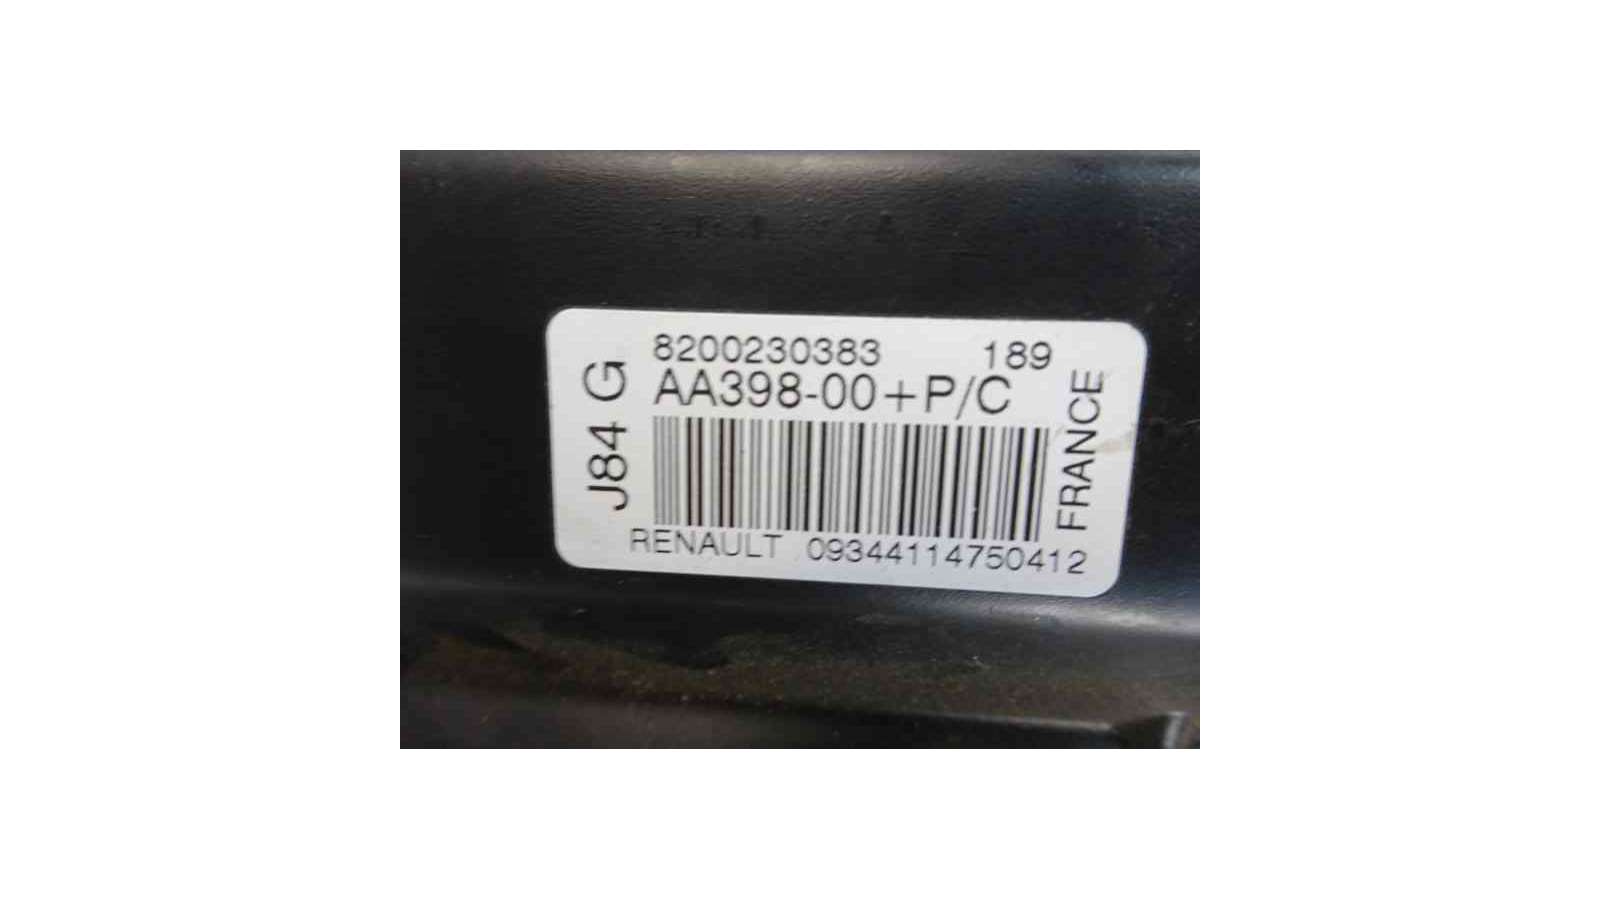 8200230383 189
AA398-00+P/C
J84 G
FRANCE
RENAULT 09344114750412